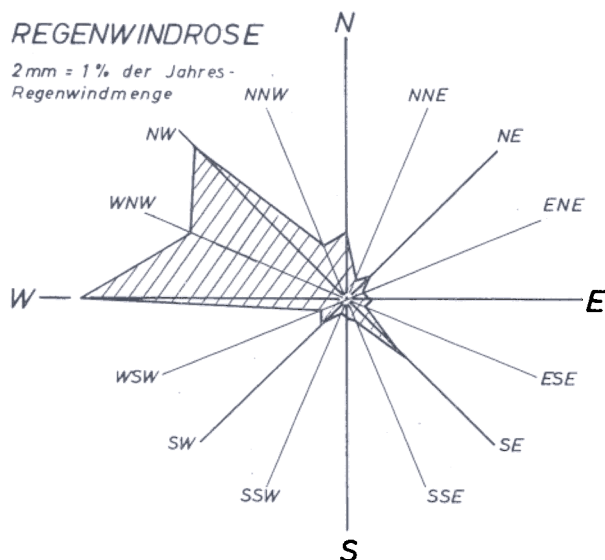 REGENWINDROSE
2mm = 1% der Jahres-
Regenwindmenge
N
NNW
NNE
NW
NE
WNW
ENE
W
E
WSW
ESE
SW
SE
SSW
SSE
S